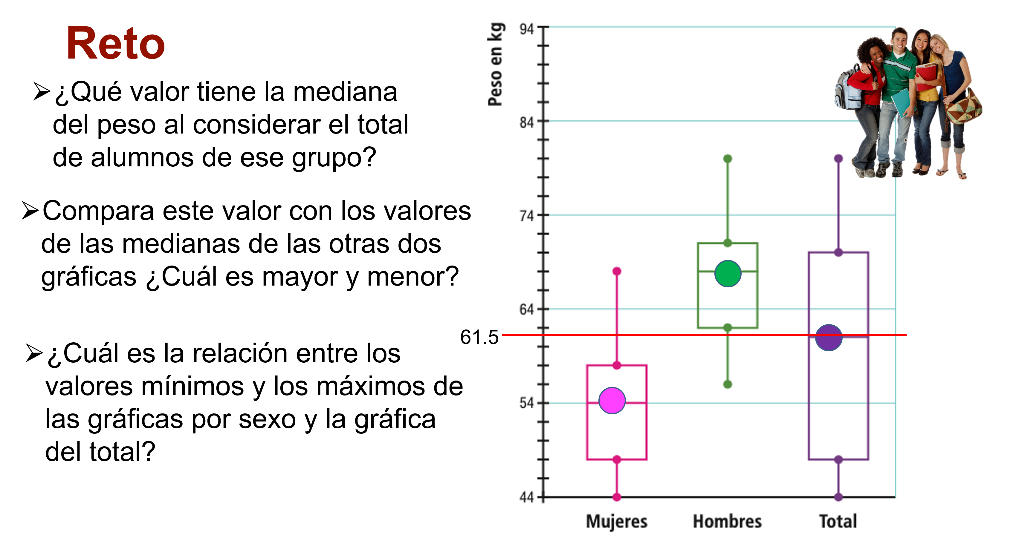 Reto
➢¿Qué valor tiene la mediana
del peso al considerar el total
de alumnos de ese grupo?
➢Compara este valor con los valores
de las medianas de las otras dos
gráficas ¿Cuál es mayor y menor?
➢¿Cuál es la relación entre los
valores mínimos y los máximos de
las gráficas por sexo y la gráfica
del total?
Peso en kg
94
84
74
64
61.5
54
44
Mujeres Hombres Total